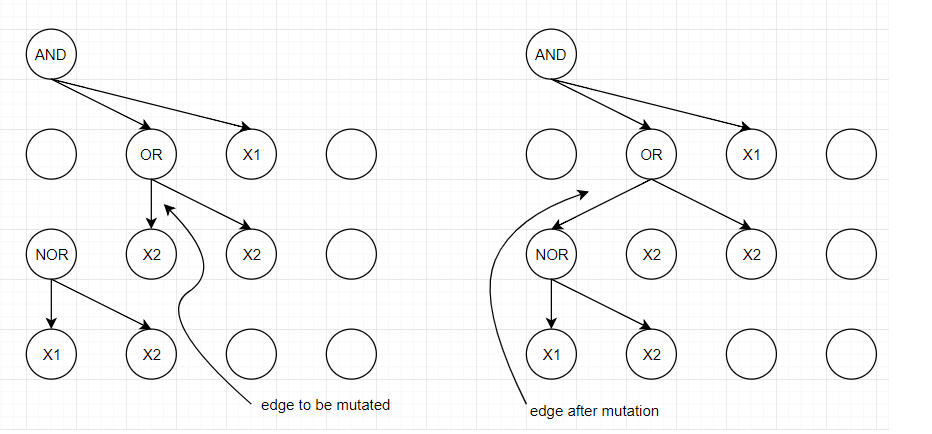 AND AND
OR X1 OR X1
NOR X2 X2 NOR X2 X2
X1 X2 X1 X2
edge to be mutated
edge after mutation